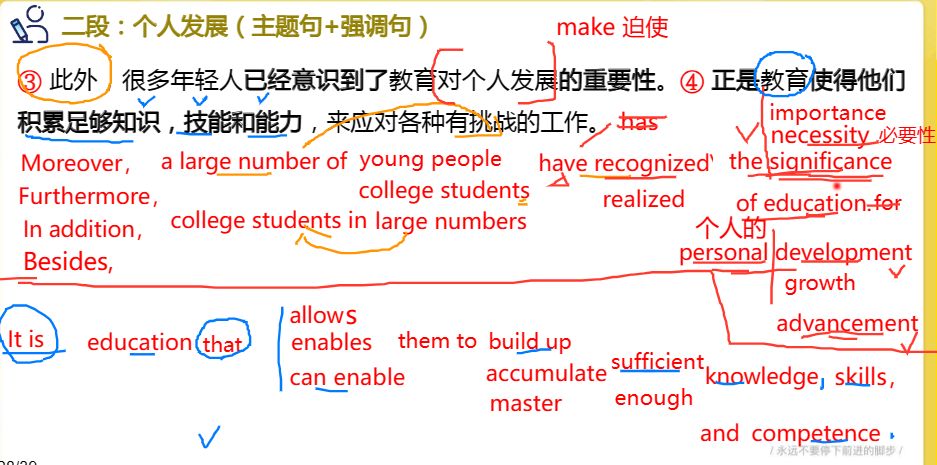 二段：个人发展（主题句+强调句）
make 迫使
③ 此外 很多年轻人已经意识到了教育对个人发展的重要性。④ 正是教育使得他们
积累足够知识，技能和能力，来应对各种有挑战的工作。 has
importance
necessity 必要性
Moreover, a large number of young people have recognized the significance
Furthermore, college students realized of education for
In addition, college students in large numbers 个人的
Besides, personal development
growth
advancement
It is education that allows
enables them to build up
can enable accumulate sufficient knowledge, skills,
master enough
and competence
/ 永远不要停下前进的脚步 /